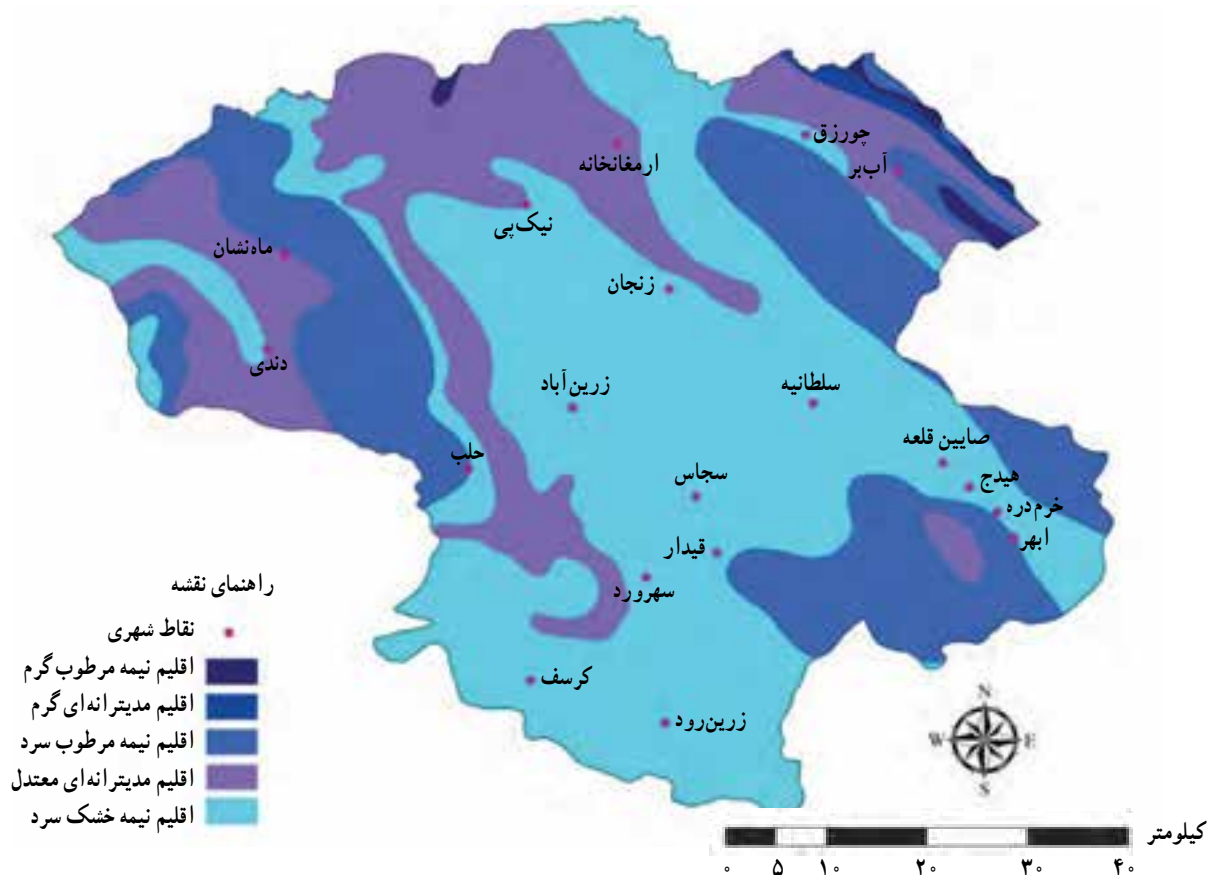 چورزق
آب‌بر
ارمغانخانه
نیک‌پی
ماه‌نشان
زنجان
دندی
زرین‌آباد
سلطانیه
صایین قلعه
حلب
هیدج
سجاس
خرم‌دره
ابهر
قیدار
سهرورد
کرسف
زرین‌رود
راهنمای نقشه
نقاط شهری
اقلیم نیمه مرطوب گرم
اقلیم مدیترانه‌ای گرم
اقلیم نیمه مرطوب سرد
اقلیم مدیترانه‌ای معتدل
اقلیم نیمه خشک سرد
N
W E
S
کیلومتر
۰ ۵ ۱۰ ۲۰ ۳۰ ۴۰